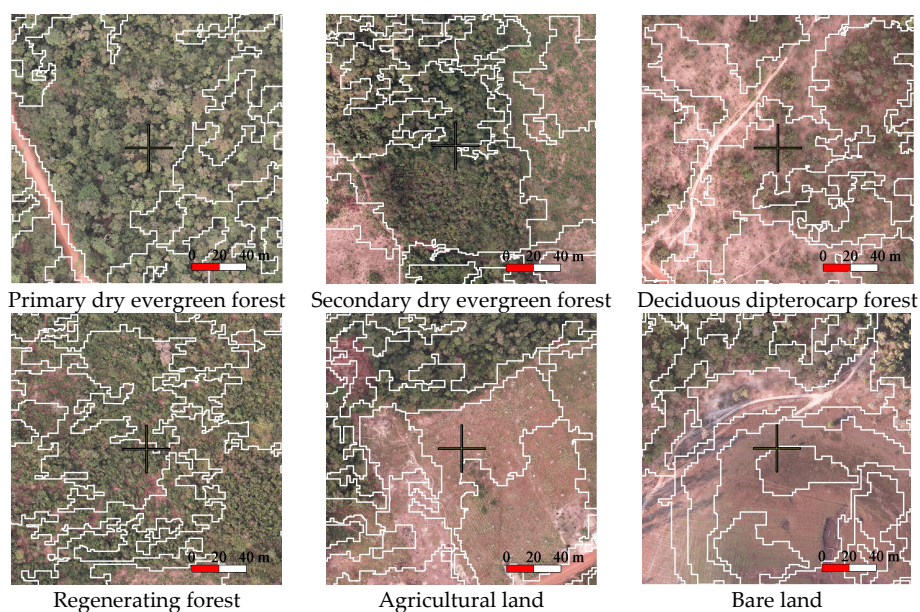 0 20 40 m
0 20 40 m
0 20 40 m
Primary dry evergreen forest
Secondary dry evergreen forest
Deciduous dipterocarp forest
0 20 40 m
0 20 40 m
0 20 40 m
Regenerating forest
Agricultural land
Bare land